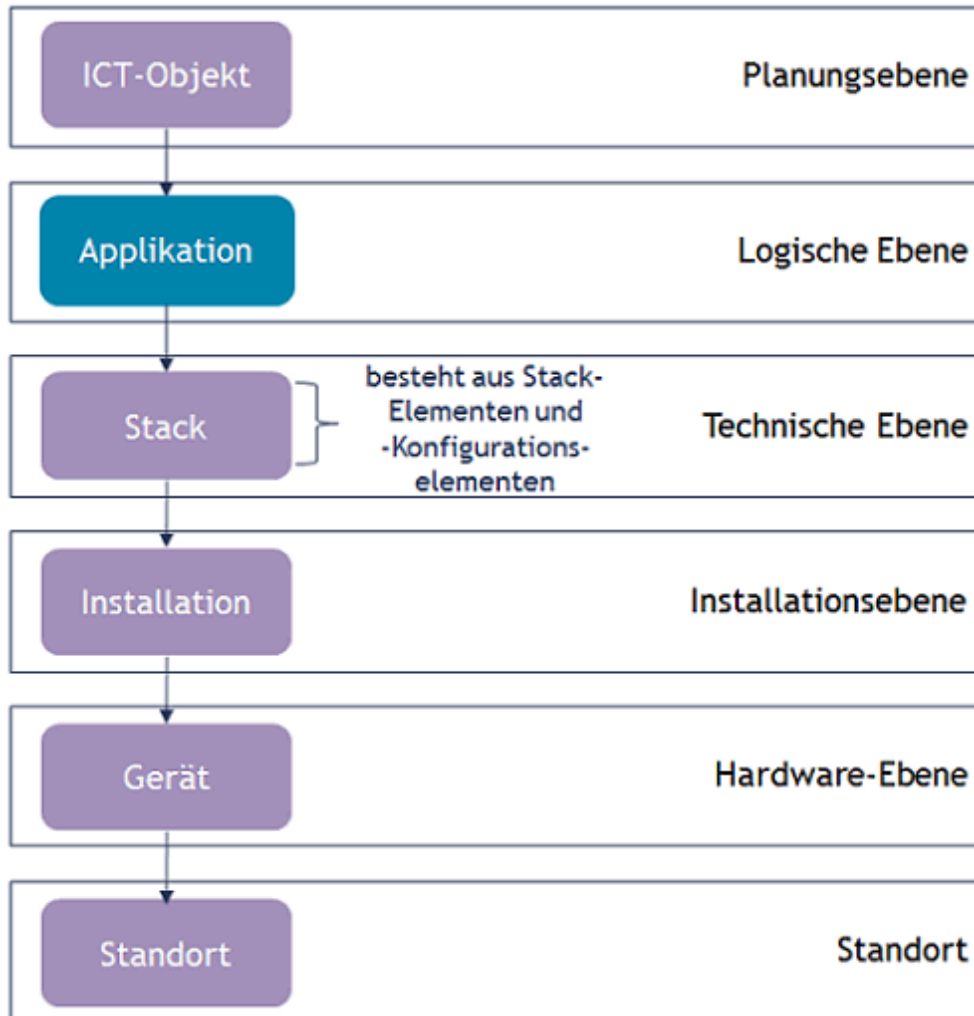 ICT-Objekt
Planungsebene
Applikation
Logische Ebene
Stack
besteht aus Stack-
Elementen und
-Konfigurations-
elementen
Technische Ebene
Installation
Installationsebene
Gerät
Hardware-Ebene
Standort
Standort